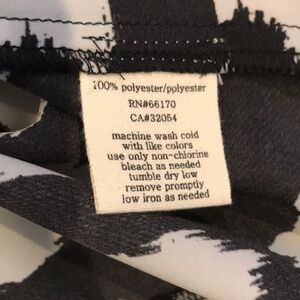 100% polyester/polyester
RN#66170
CA#32054
machine wash cold
with like colors
use only non-chlorine
bleach as needed
tumble dry low
remove promptly
low iron as needed